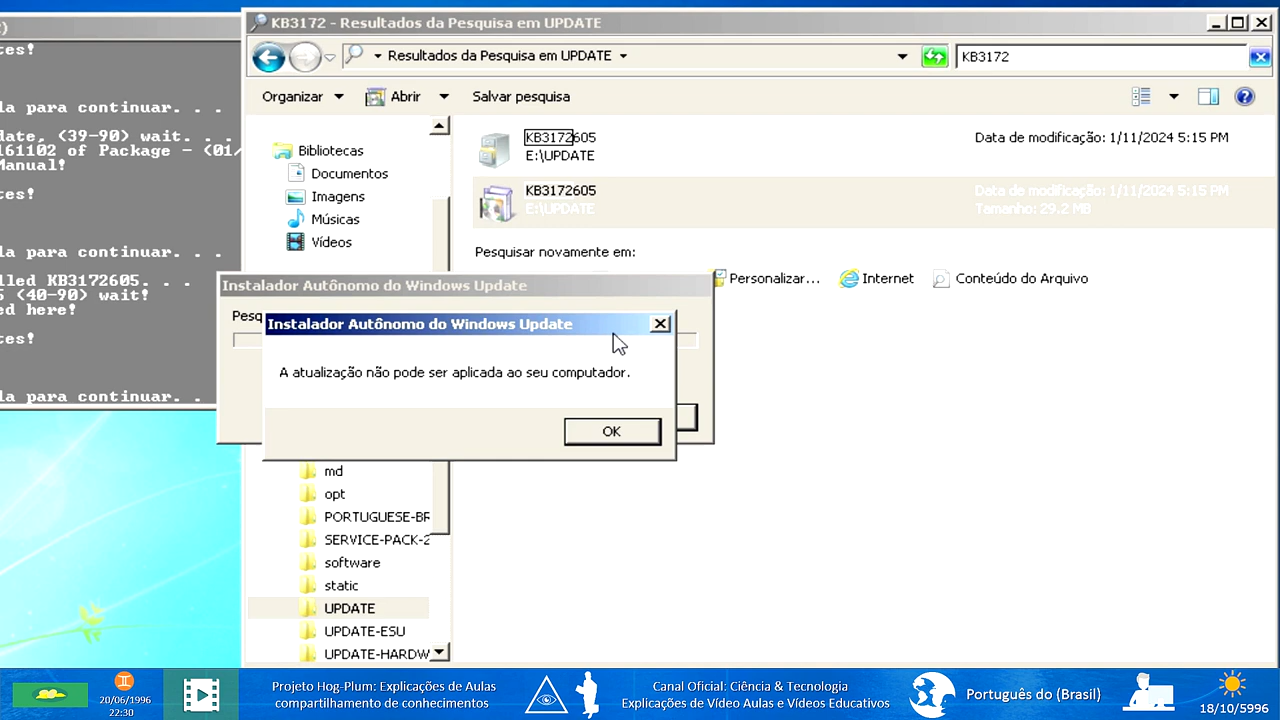 KB3172 - Resultados da Pesquisa em UPDATE
)
Resultados da Pesquisa em UPDATE
KB3172
Organizar
Abrir
Salvar pesquisa
ces!
la para continuar. . .
date, (39-90) wait. . .
161102 of Package - (01/
Manual!
ces!
la para continuar. . .
lled KB3172605. . .
5 (40-90) wait!
ed here!
ces!
la para continuar. . .
Bibliotecas
Documentos
Imagens
Músicas
Vídeos
KB3172605
E:\UPDATE
Data de modificação: 1/11/2024 5:15 PM
KB3172605
E:\UPDATE
Data de modificação: 1/11/2024 5:15 PM
Tamanho: 29.2 MB
Pesquisar novamente em:
Personalizar...
Internet
Conteúdo do Arquivo
Instalador Autônomo do Windows Update
Pesq
Instalador Autônomo do Windows Update
A atualização não pode ser aplicada ao seu computador.
OK
md
opt
PORTUGUESE-BR
SERVICE-PACK-2
software
static
UPDATE
UPDATE-ESU
UPDATE-HARDW
20/06/1996
22:30
Projeto Hog-Plum: Explicações de Aulas
compartilhamento de conhecimentos
Canal Oficial: Ciência & Tecnologia
Explicações de Vídeo Aulas e Vídeos Educativos
Português do (Brasil)
18/10/5996